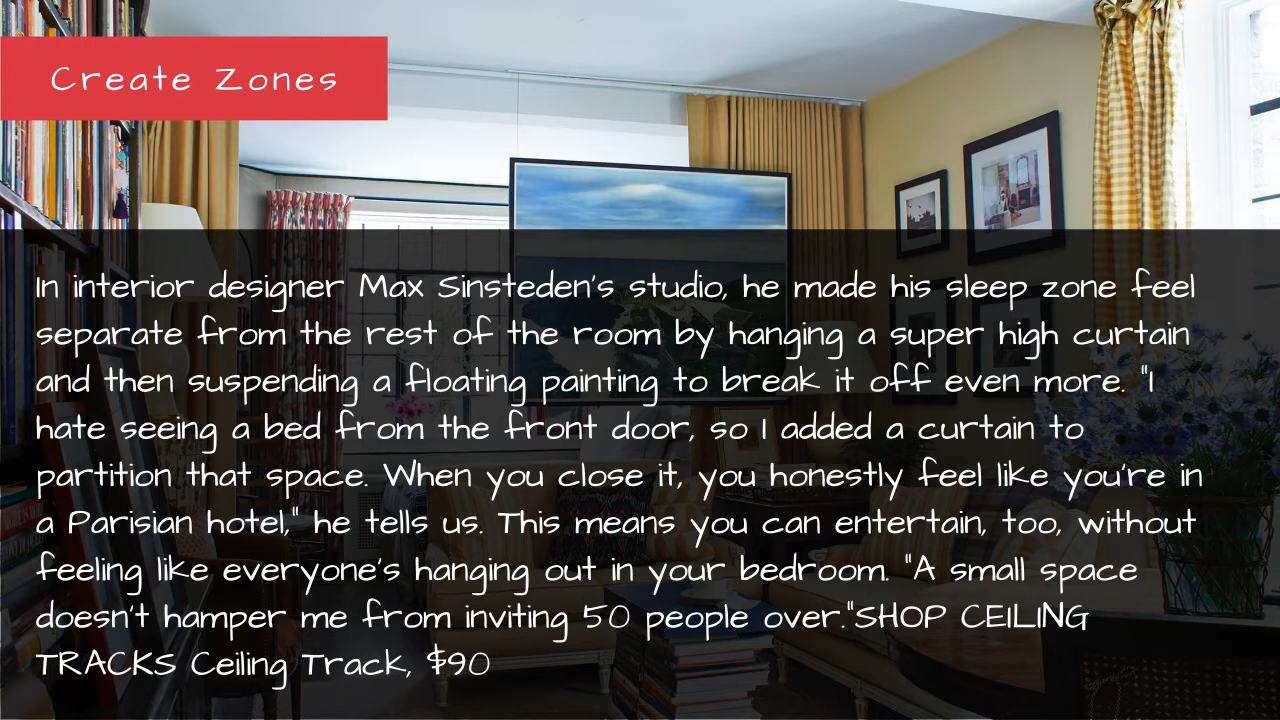 Create Zones
In interior designer Max Sinsteden's studio, he made his sleep zone feel
separate from the rest of the room by hanging a super high curtain
and then suspending a floating painting to break it off even more. "I
hate seeing a bed from the front door, so I added a curtain to
partition that space. When you close it, you honestly feel like you're in
a Parisian hotel," he tells us. This means you can entertain, too, without
feeling like everyone's hanging out in your bedroom. "A small space
doesn't hamper me from inviting 50 people over."SHOP CEILING
TRACKS Ceiling Track, $90